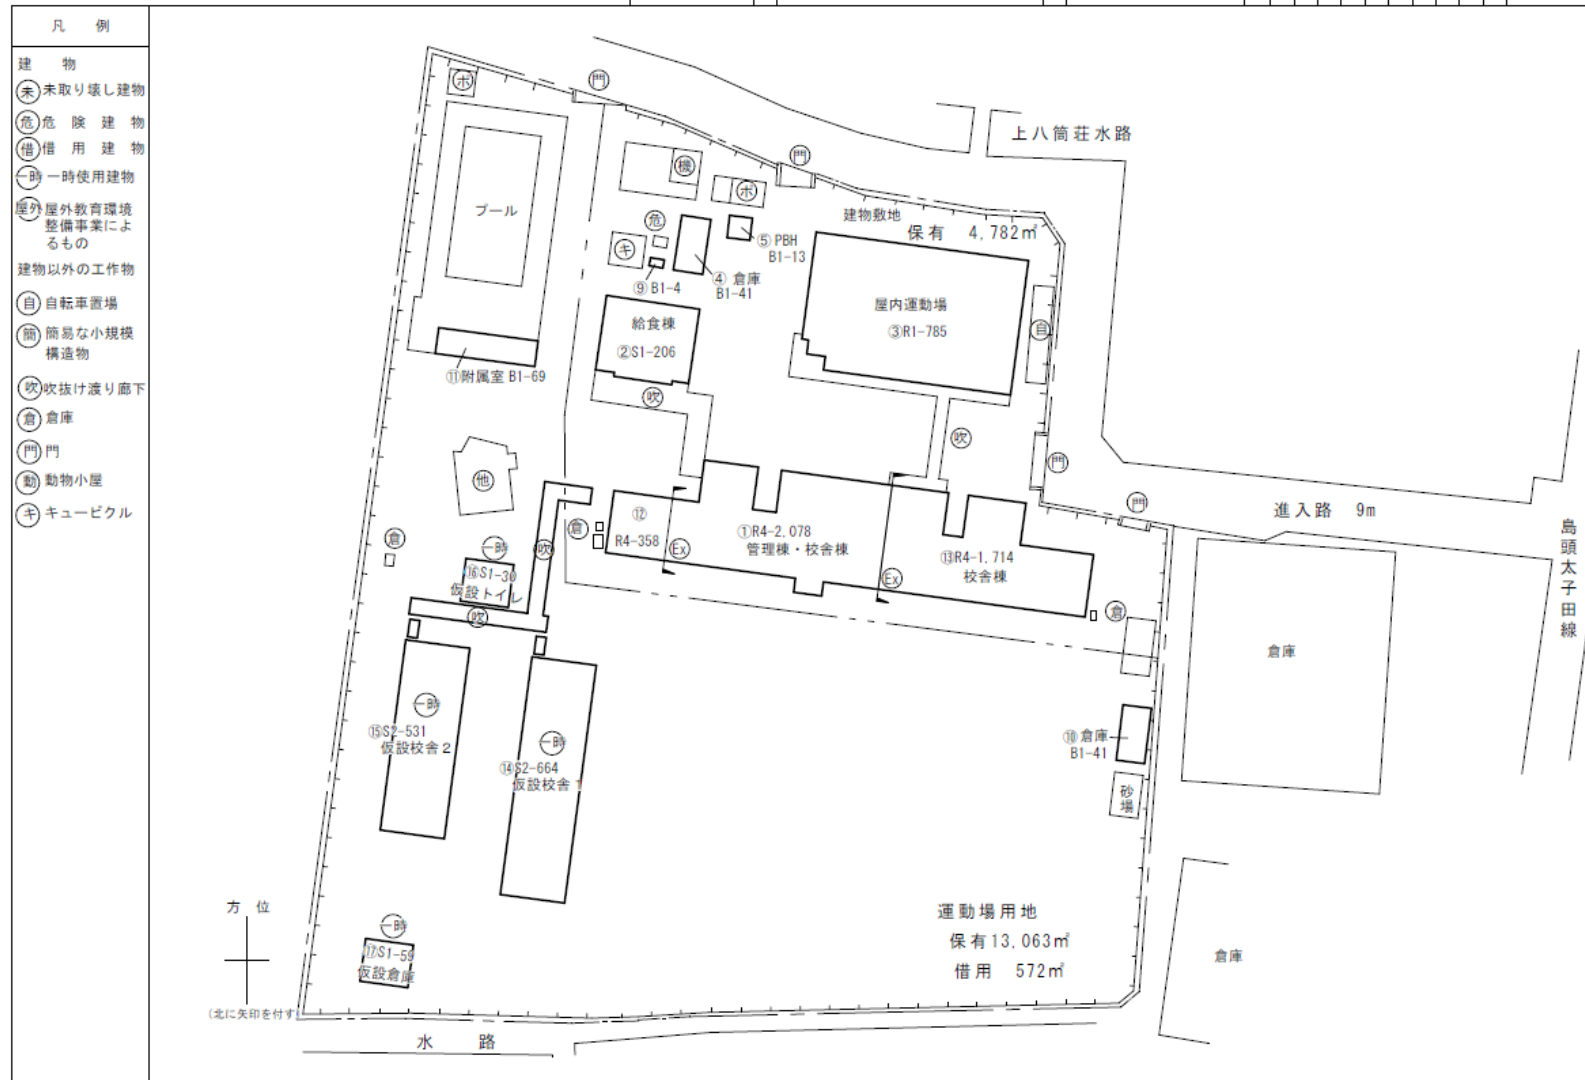 凡 例
建 物
未 未取り壊し建物
危 危険建物
借 借用建物
一時 一時使用建物
屋外 屋外教育環境
整備事業によ
るもの
建物以外の工作物
自 自転車置場
簡 簡易な小規模
構造物
吹 吹抜け渡り廊下
倉 倉庫
門 門
動 動物小屋
キ キュービクル
ポ
門
上八箇荘水路
門
機
ポ
プール
危
キ
建物敷地
保有 4,782㎡
⑤PBH
B1-13
④ 倉庫
B1-41
⑨B1-4
給食棟
②S1-206
屋内運動場
③R1-785
自
⑪附属室 B1-69
吹
吹
門
他
門
進入路 9m
島頭太子田線
倉
⑫
R4-358
Ex
①R4-2,078
管理棟・校舎棟
Ex
⑬R4-1,714
校舎棟
倉
一時
吹
⑯S1-30
仮設トイレ
吹
倉
倉庫
一時
⑮S2-531
仮設校舎2
一時
⑭S2-664
仮設校舎1
⑩倉庫
B1-41
砂場
方 位
(北に矢印を付す
一時
⑰S1-59
仮設倉庫
運動場用地
保有13,063㎡
借用 572㎡
倉庫
水 路